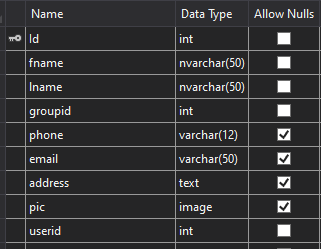 Name Data Type Allow Nulls
Id int
fname nvarchar(50)
lname nvarchar(50)
groupid int
phone varchar(12)
email varchar(50)
address text
pic image
userid int